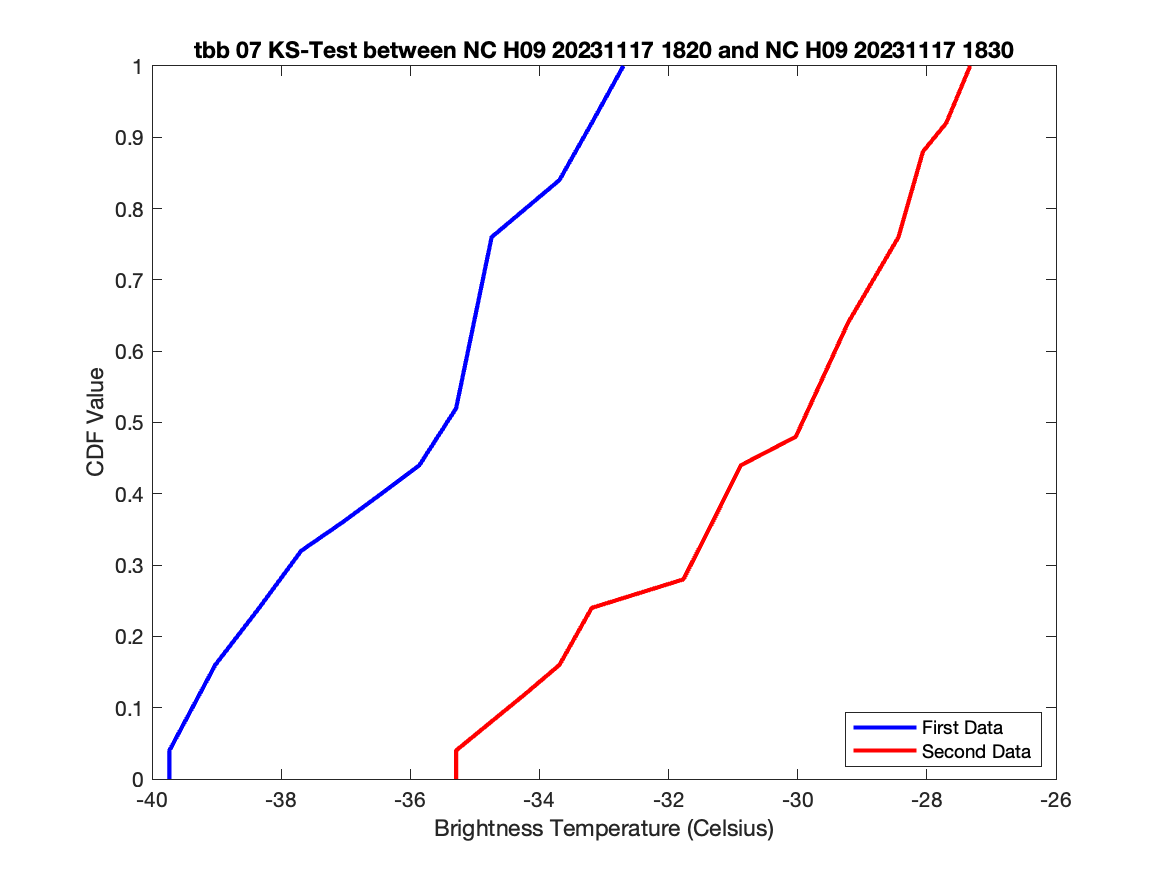 tbb 07 KS-Test between NC H09 20231117 1820 and NC H09 20231117 1830
1
0.9
0.8
0.7
0.6
0.5
0.4
0.3
0.2
0.1
0
CDF Value
First Data
Second Data
-40 -38 -36 -34 -32 -30 -28 -26
Brightness Temperature (Celsius)